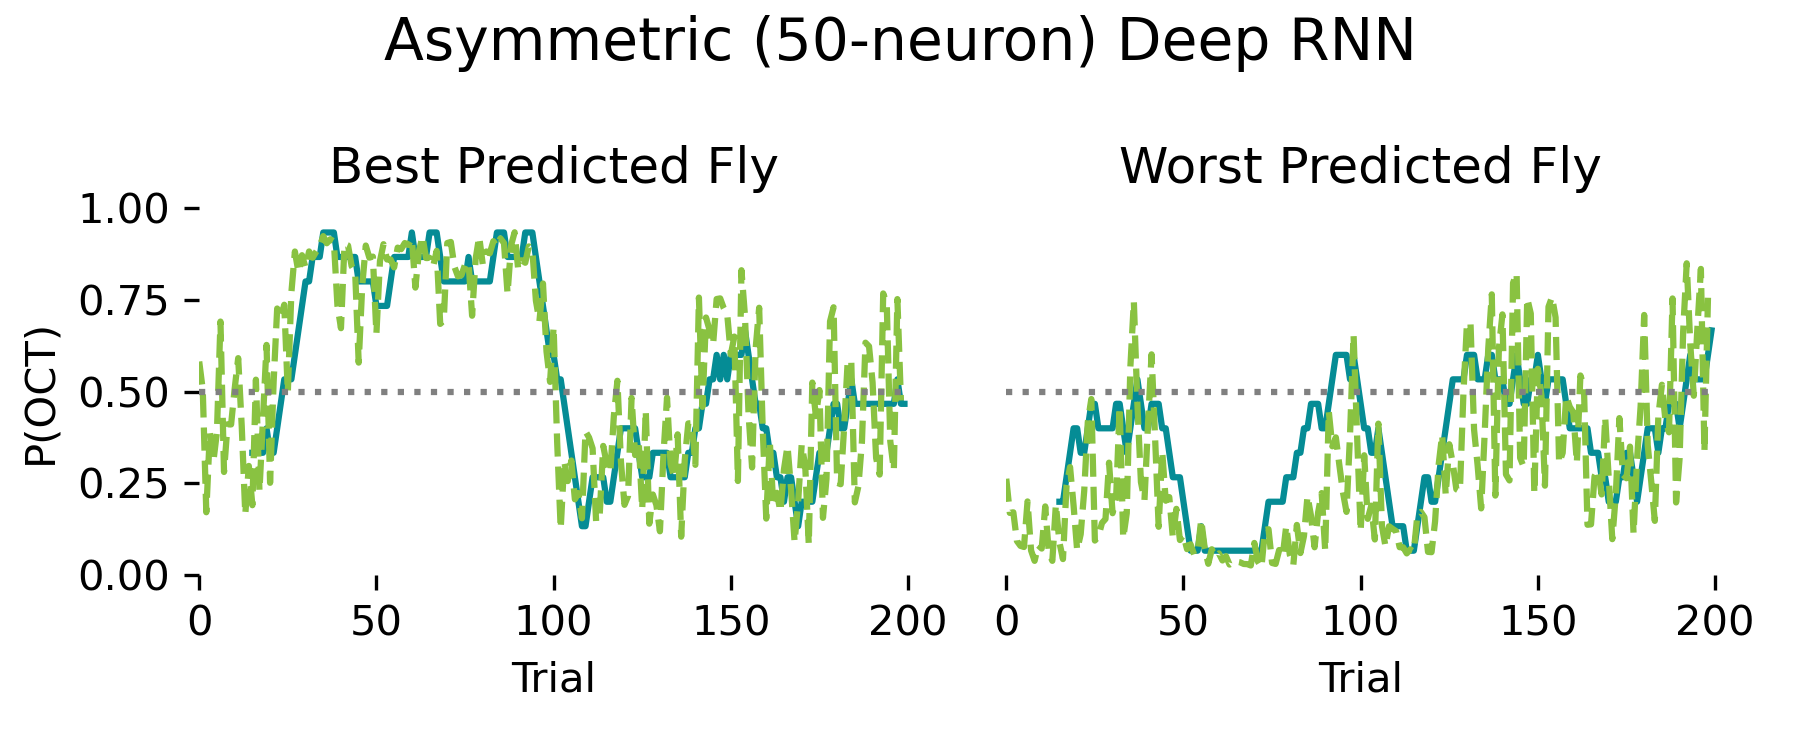 Asymmetric (50-neuron) Deep RNN
Best Predicted Fly
Worst Predicted Fly
P(OCT)
1.00
0.75
0.50
0.25
0.00
0 50 100 150 200
0 50 100 150 200
Trial
Trial